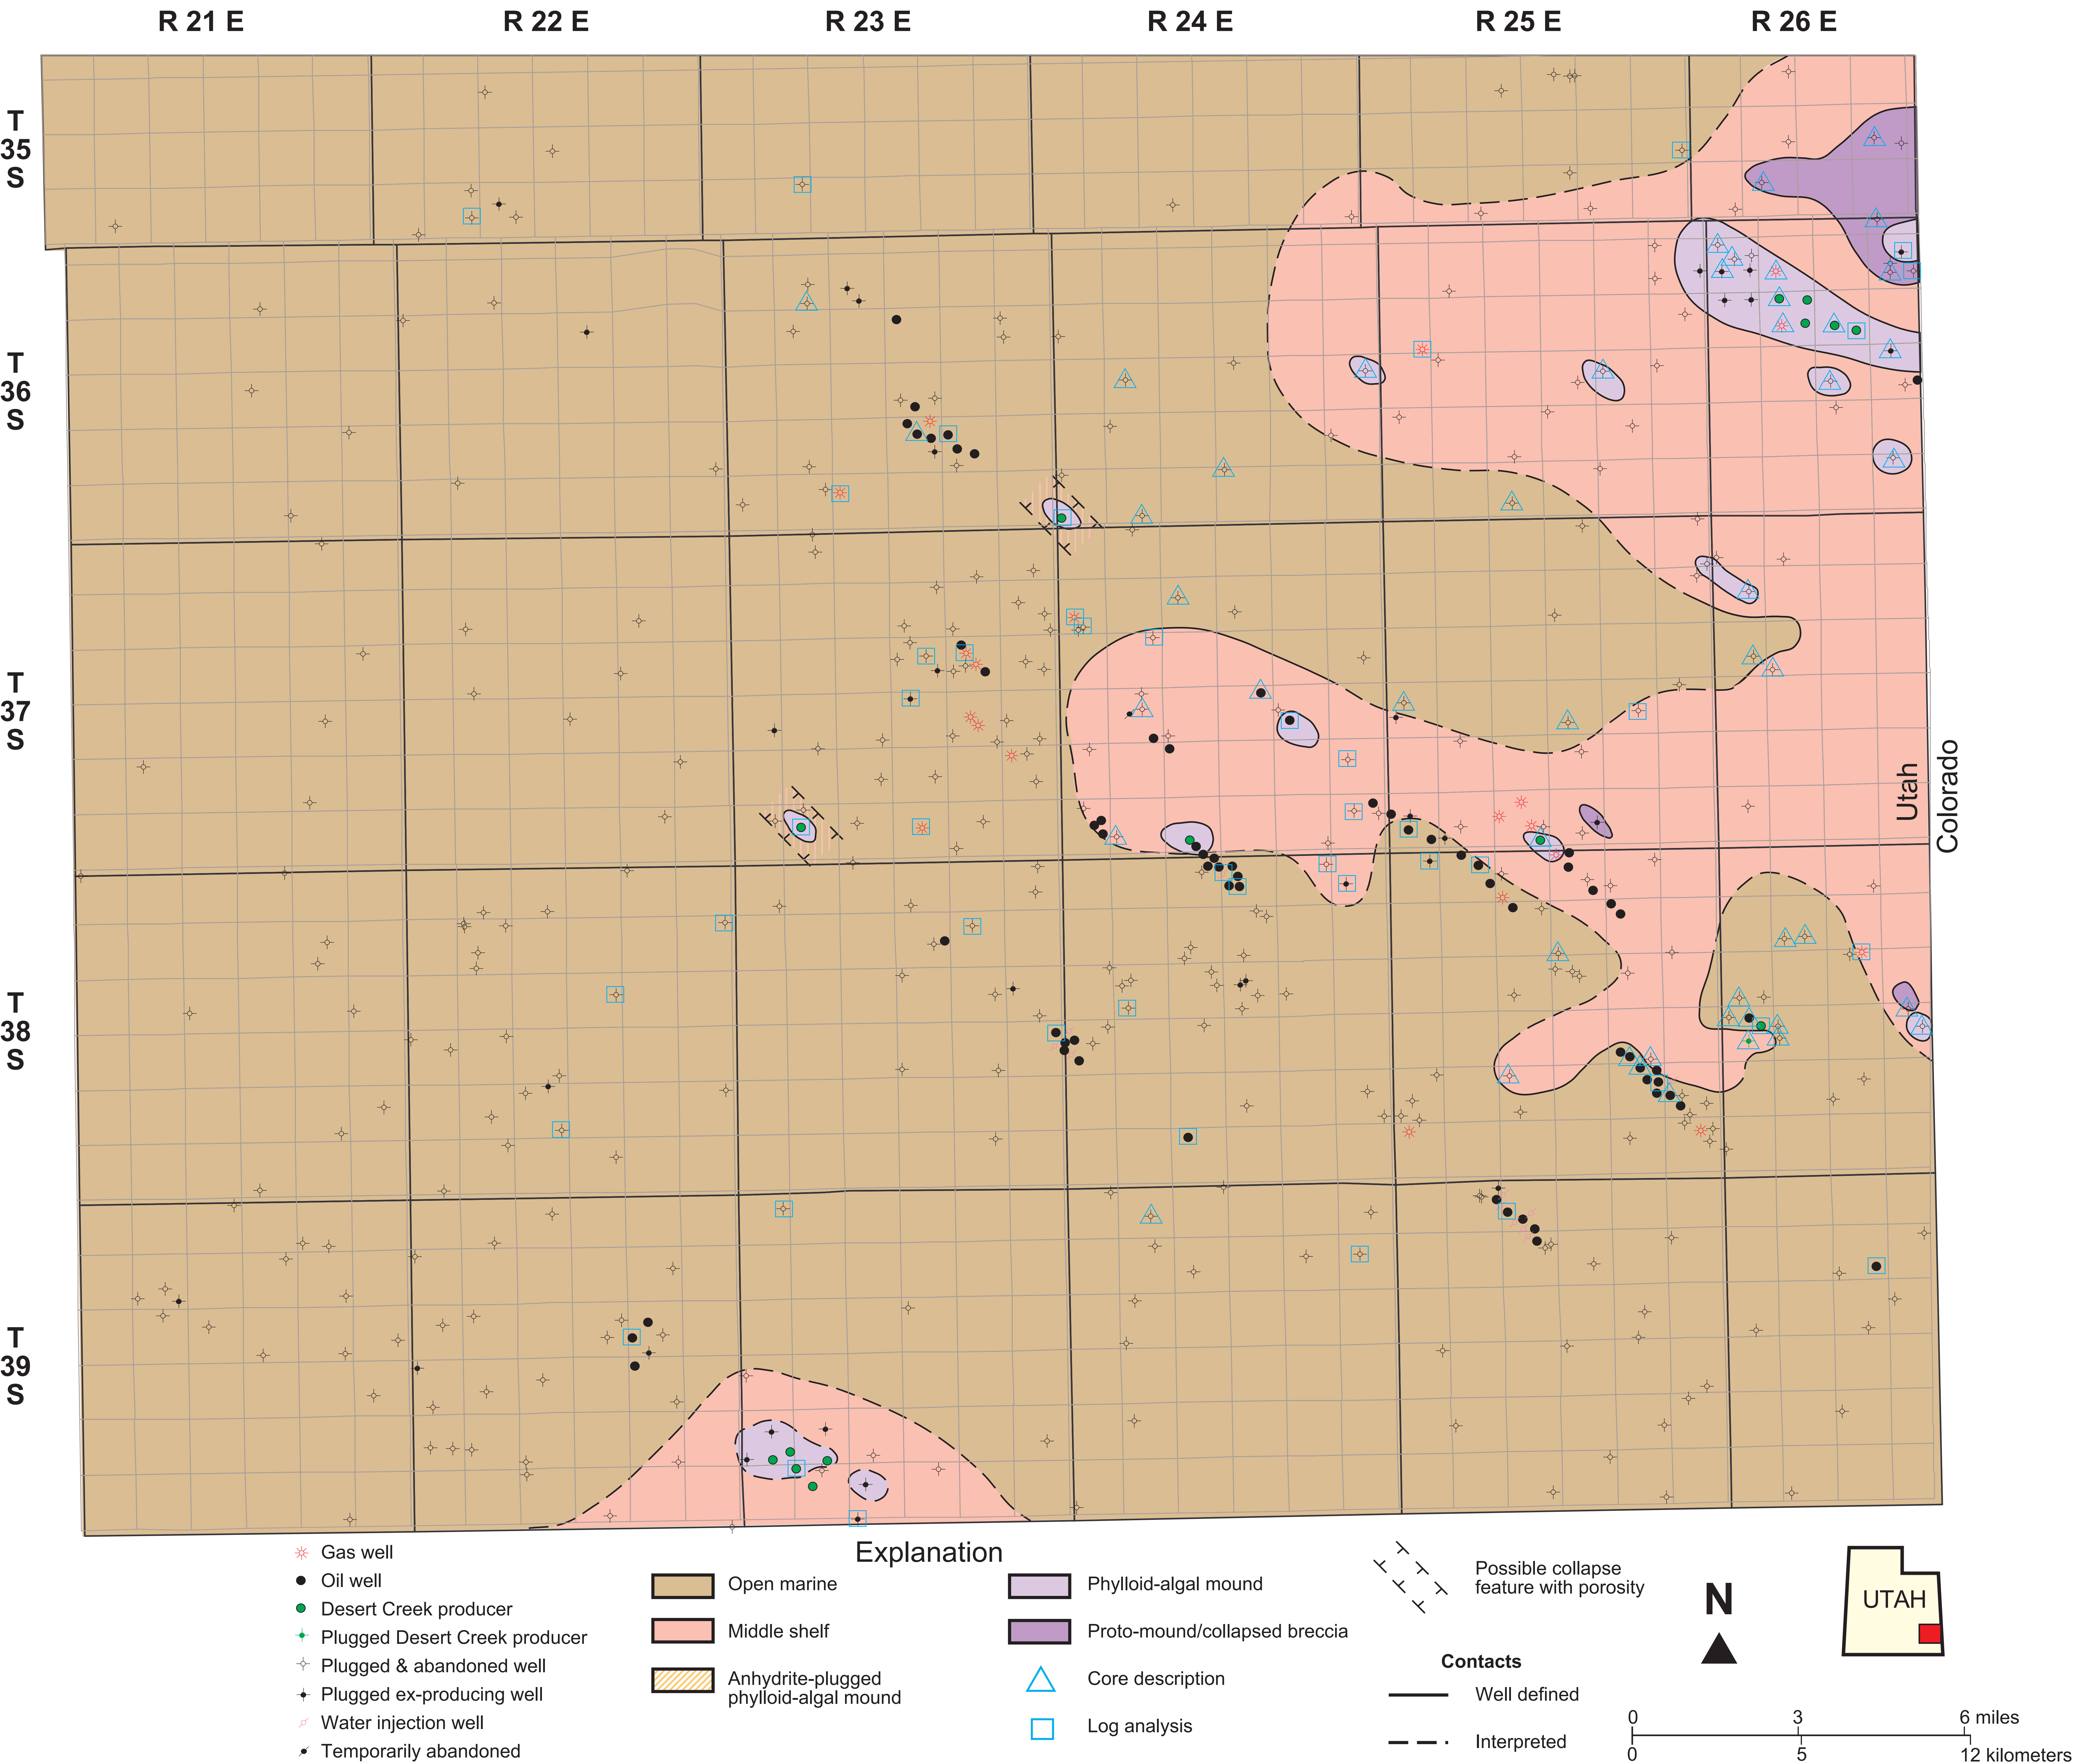 R 21 E R 22 E R 23 E R 24 E R 25 E R 26 E
T
35
S
T
36
S
T
37
S
Utah
Colorado
T
38
S
T
39
S
Explanation
Gas well
Oil well
Desert Creek producer
Plugged Desert Creek producer
Plugged & abandoned well
Plugged ex-producing well
Water injection well
Temporarily abandoned
Open marine
Middle shelf
Anhydrite-plugged
phylloid-algal mound
Phylloid-algal mound
Proto-mound/collapsed breccia
Core description
Log analysis
Possible collapse
feature with porosity
Contacts
Well defined
Interpreted
N
UTAH
0 3 6 miles
0 5 12 kilometers